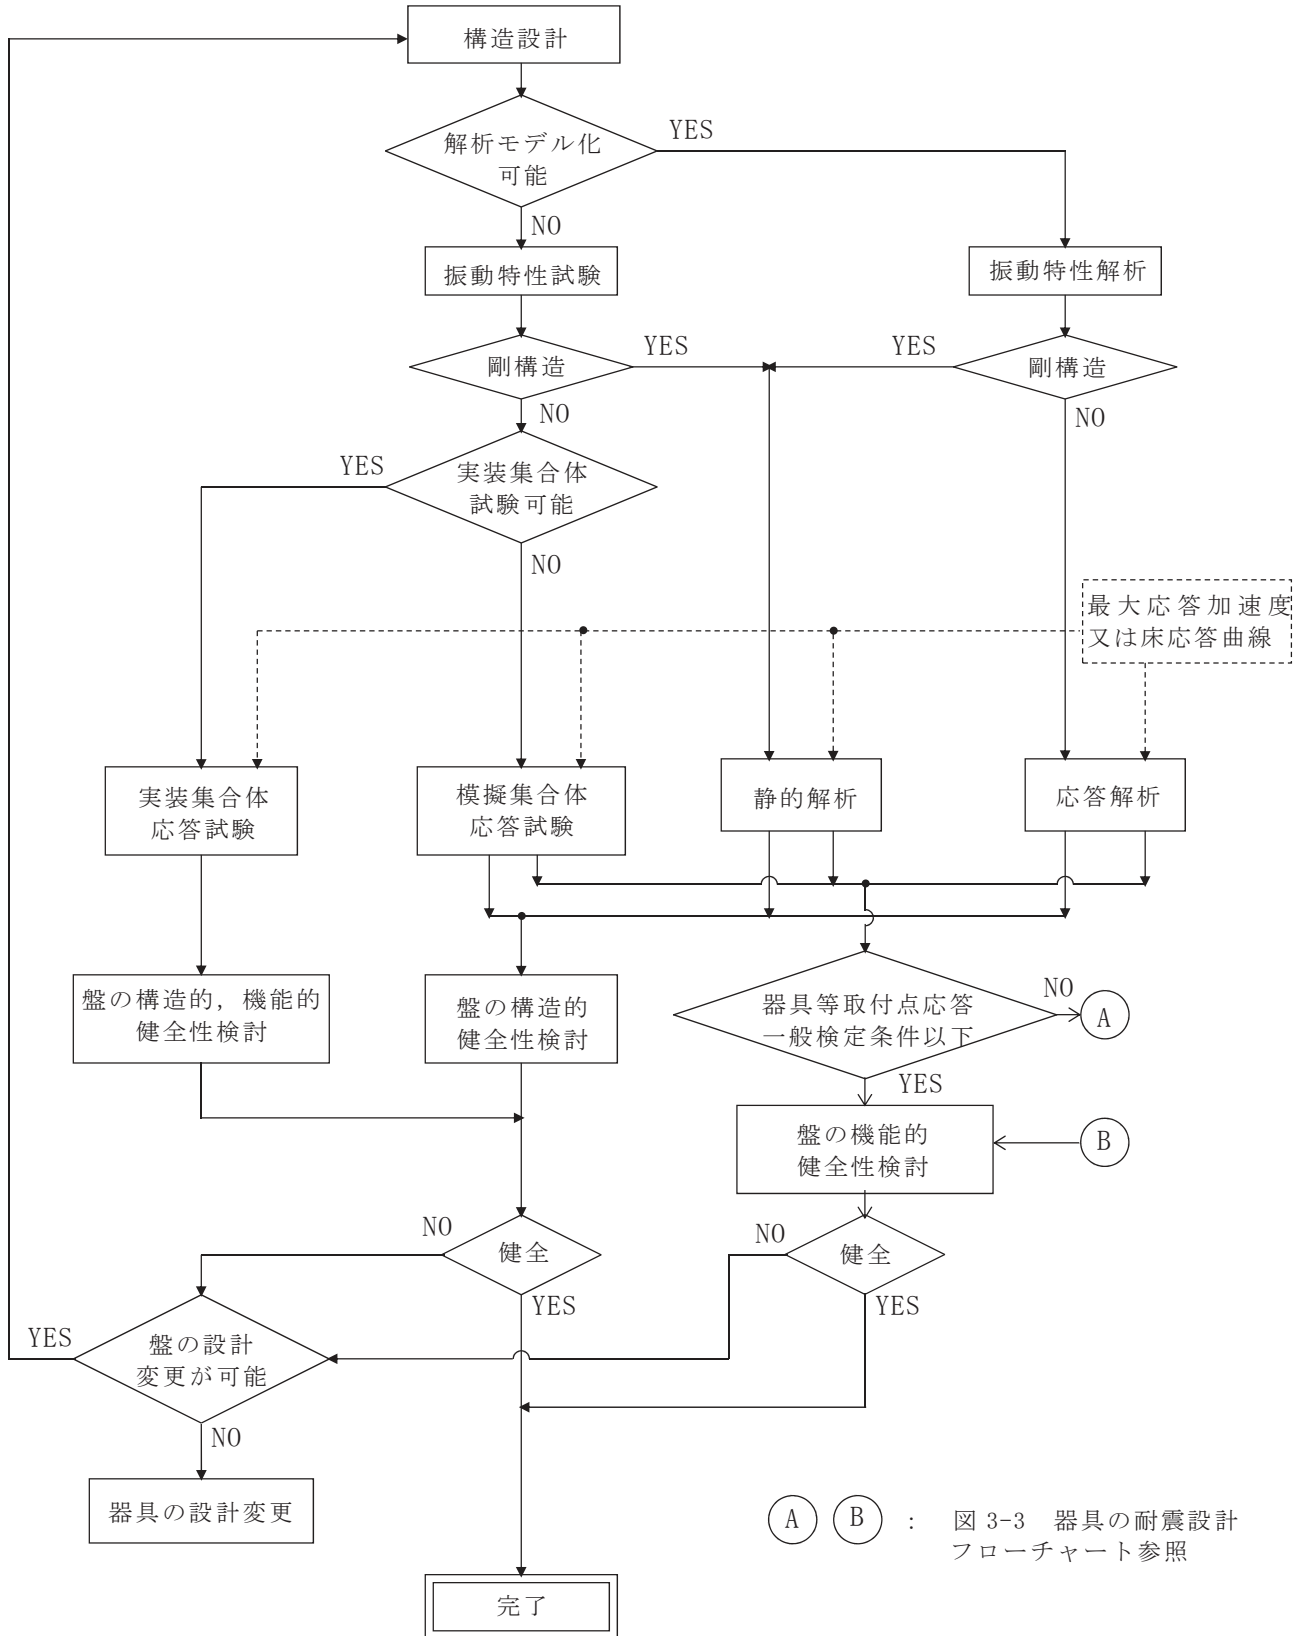 構造設計
解析モデル化
可能
YES
NO
振動特性試験
振動特性解析
剛構造
YES
YES
剛構造
NO
NO
YES
実装集合体
試験可能
NO
最大応答加速度
又は床応答曲線
実装集合体
応答試験
模擬集合体
応答試験
静的解析
応答解析
盤の構造的，機能的
健全性検討
盤の構造的
健全性検討
器具等取付点応答
一般検定条件以下
NO
A
YES
盤の機能的
健全性検討
B
NO
健全
YES
NO
健全
YES
YES
盤の設計
変更が可能
NO
器具の設計変更
A B ： 図 3-3 器具の耐震設計
フローチャート参照
完了